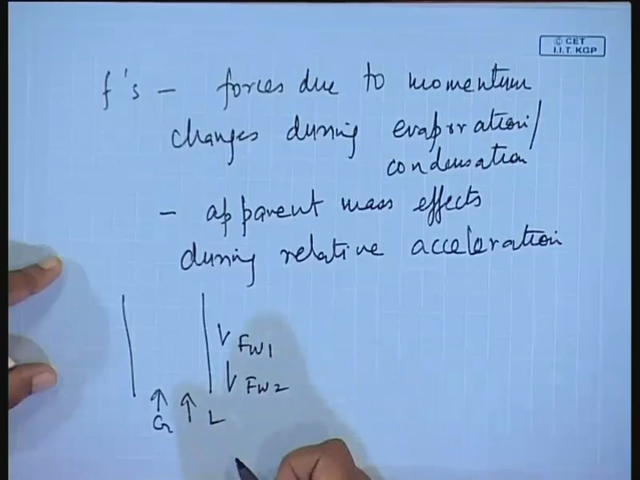 © CET
I.I.T. KGP
f's — forces due to momentum
changes during evaporation/
condensation
— apparent mass effects
during relative acceleration
Fw1
Fw2
G L